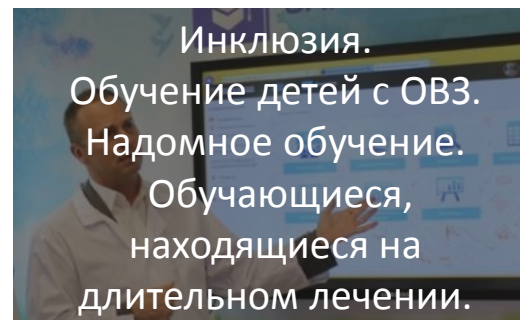 Инклюзия.
Обучение детей с ОВЗ.
Надомное обучение.
Обучающиеся,
находящиеся на
длительном лечении.